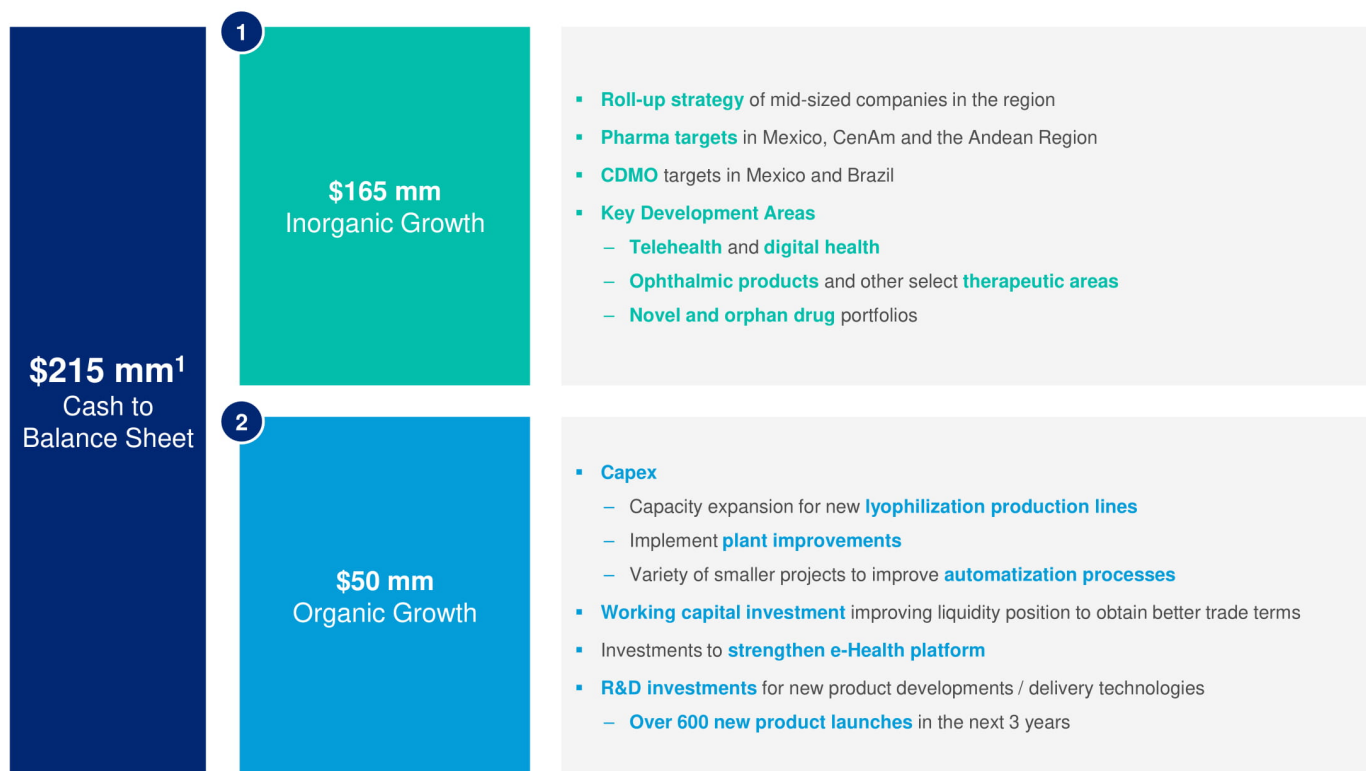 $215 mm¹
Cash to
Balance Sheet
1
$165 mm
Inorganic Growth
▪ Roll-up strategy of mid-sized companies in the region
▪ Pharma targets in Mexico, CenAm and the Andean Region
▪ CDMO targets in Mexico and Brazil
▪ Key Development Areas
– Telehealth and digital health
– Ophthalmic products and other select therapeutic areas
– Novel and orphan drug portfolios
2
$50 mm
Organic Growth
▪ Capex
– Capacity expansion for new lyophilization production lines
– Implement plant improvements
– Variety of smaller projects to improve automatization processes
▪ Working capital investment improving liquidity position to obtain better trade terms
▪ Investments to strengthen e-Health platform
▪ R&D investments for new product developments / delivery technologies
– Over 600 new product launches in the next 3 years